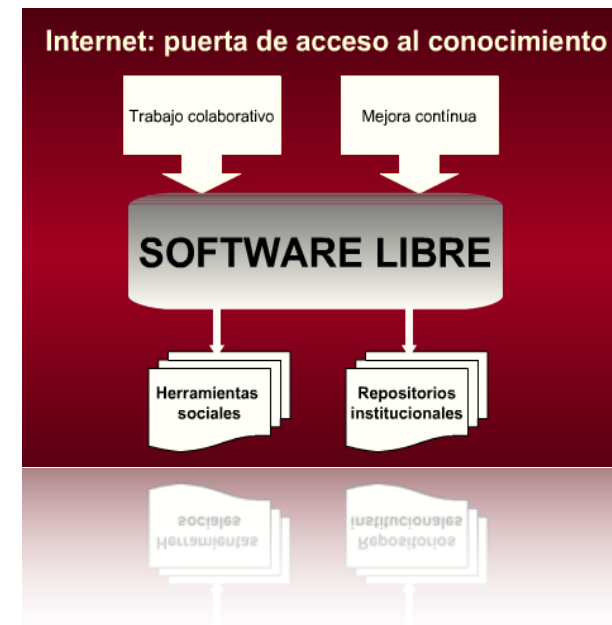 Internet: puerta de acceso al conocimiento
Trabajo colaborativo
Mejora contínua
SOFTWARE LIBRE
Herramientas
sociales
Repositorios
institucionales